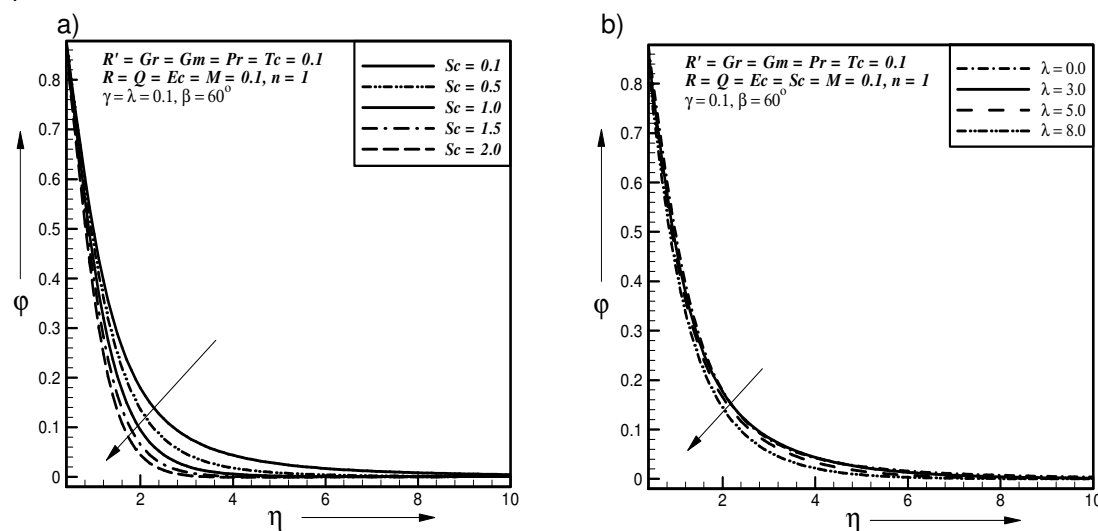 a)
R' = Gr = Gm = Pr = Tc = 0.1
R = Q = Ec = M = 0.1, n = 1
γ = λ = 0.1, β = 60°
Sc = 0.1
Sc = 0.5
Sc = 1.0
Sc = 1.5
Sc = 2.0
0.8
0.7
0.6
0.5
0.4
φ
0.3
0.2
0.1
0
2
4
6
8
10
η
b)
R' = Gr = Gm = Pr = Tc = 0.1
R = Q = Ec = Sc = M = 0.1, n = 1
γ = 0.1, β = 60°
λ = 0.0
λ = 3.0
λ = 5.0
λ = 8.0
0.8
0.7
0.6
0.5
0.4
φ
0.3
0.2
0.1
0
2
4
6
8
10
η